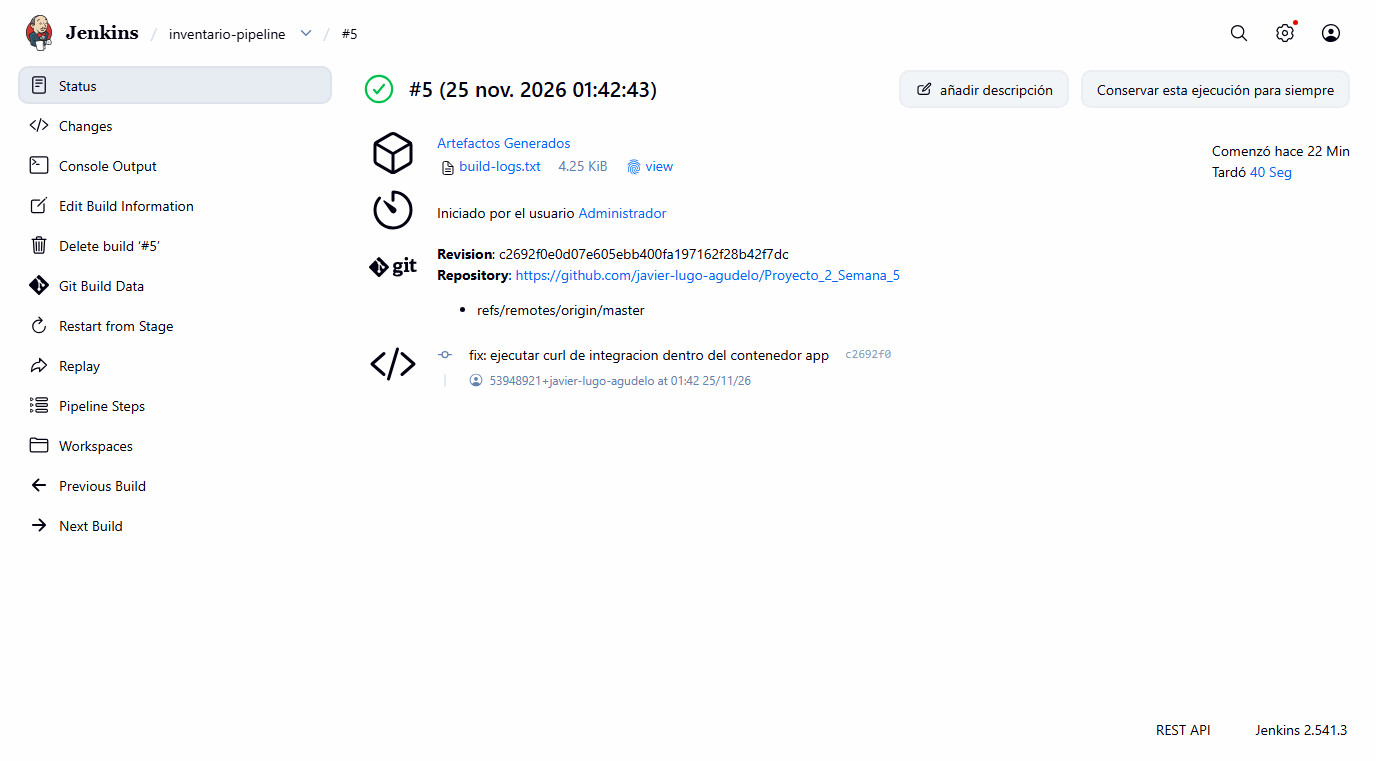 Jenkins / inventario-pipeline / #5
Status
Changes
Console Output
Edit Build Information
Delete build ‘#5’
Git Build Data
Restart from Stage
Replay
Pipeline Steps
Workspaces
Previous Build
Next Build
#5 (25 nov. 2026 01:42:43)
añadir descripción
Conservar esta ejecución para siempre
Artefactos Generados
build-logs.txt 4.25 KiB view
Comenzó hace 22 Min
Tardó 40 Seg
Iniciado por el usuario Administrador
git
Revision: c2692f0e0d07e605ebb400fa197162f28b42f7dc
Repository: https://github.com/javier-lugo-agudelo/Proyecto_2_Semana_5
refs/remotes/origin/master
fix: ejecutar curl de integracion dentro del contenedor app c2692f0
53948921+javier-lugo-agudelo at 01:42 25/11/26
REST API
Jenkins 2.541.3